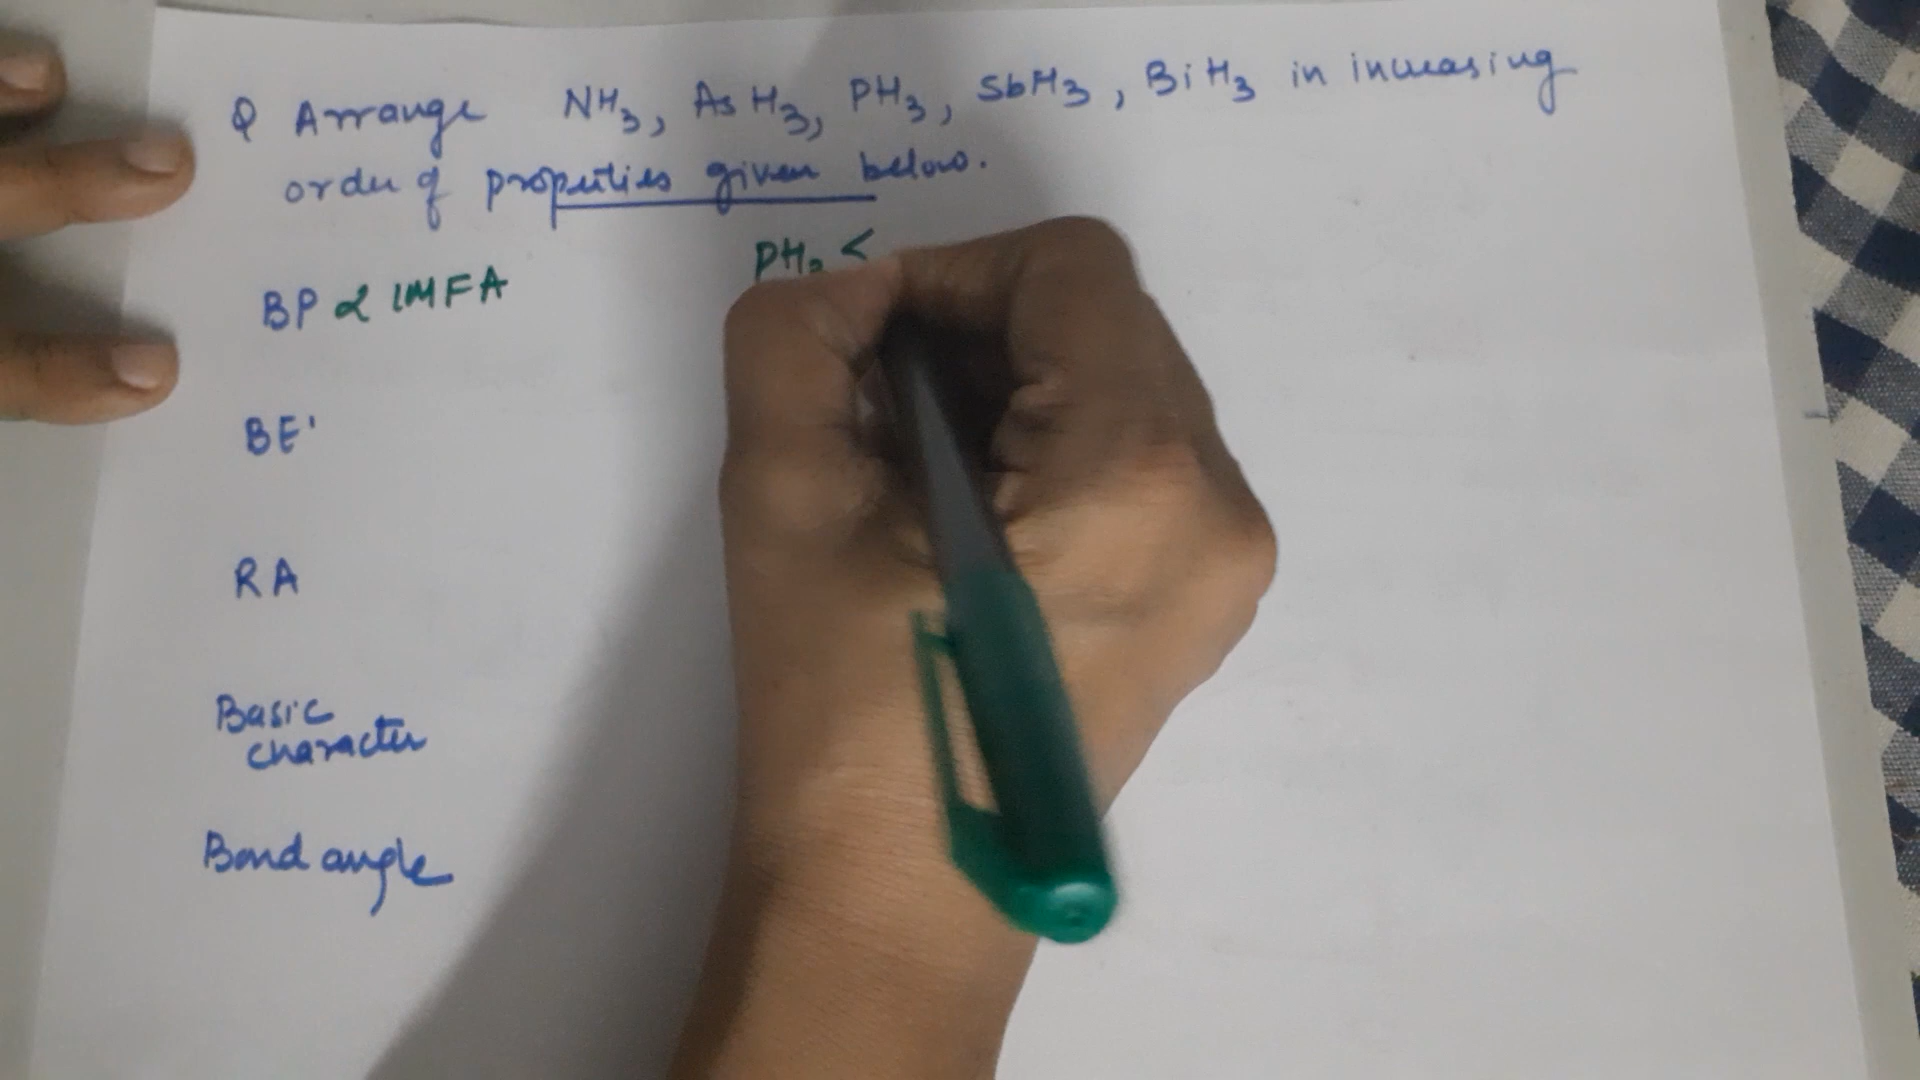 Q Arrange NH3, AsH3, PH3, SbH3, BiH3 in increasing
order of properties given below.
PH3 <
BP α IMFA
BE'
RA
Basic
character
Bond angle